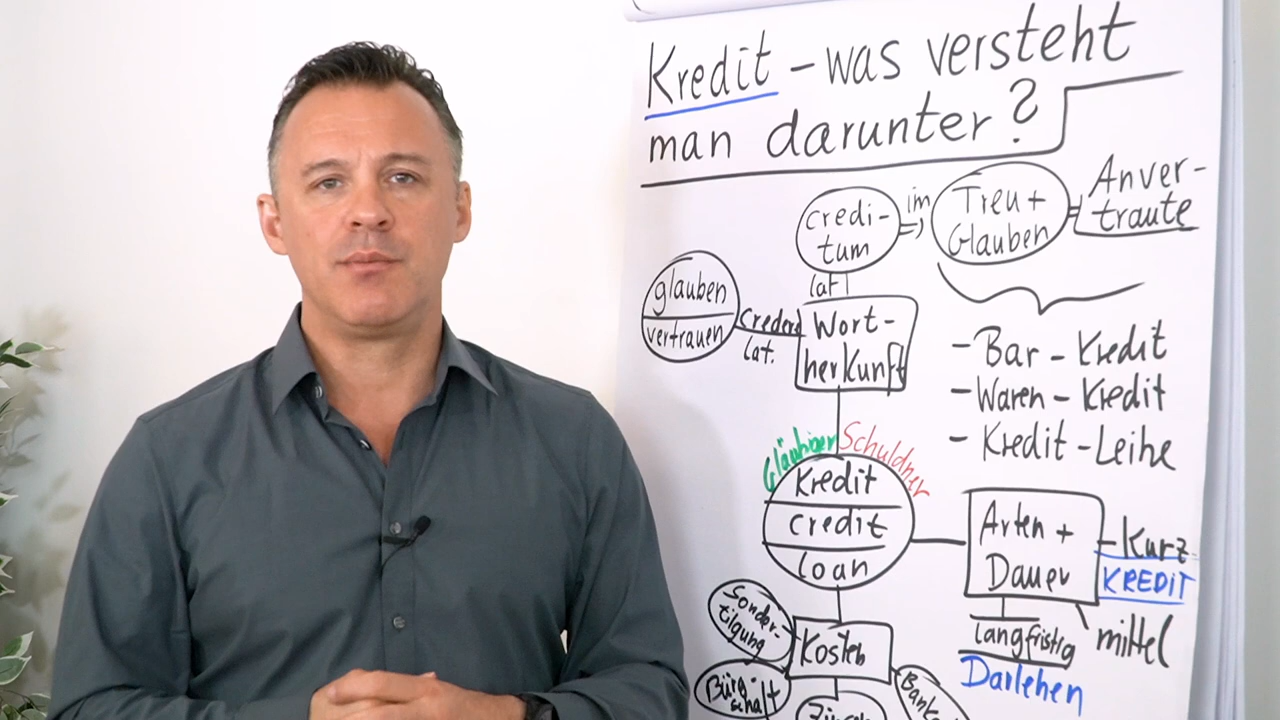 Kredit – was versteht
man darunter?
credi-
tum
im
Treu +
Glauben
Anver-
traute
lat
glauben
vertrauen
credere
lat.
Wort-
herkunft
- Bar - Kredit
- Waren - Kredit
- Kredit - Leihe
Gläubiger
Schuldner
Kredit
credit
loan
Arten +
Dauer
Kurz
KREDIT
langfristig
Darlehen
mittel
Sonder-
tilgung
Kosten
Bürg
schaft